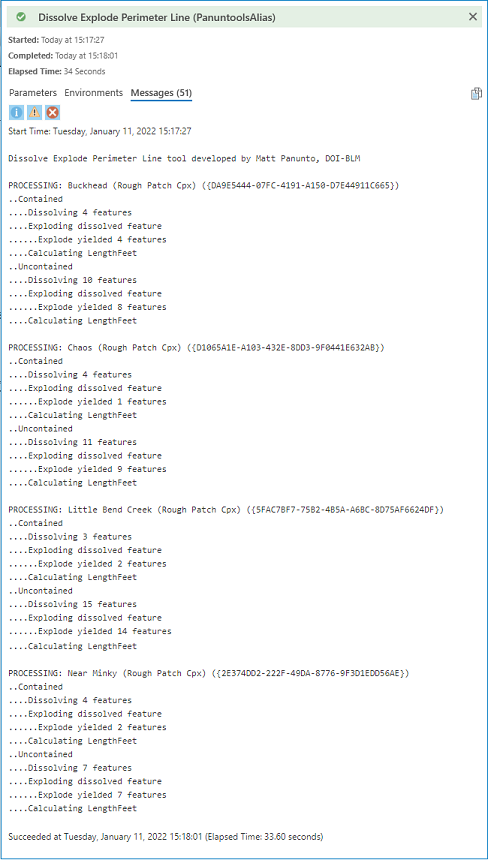 Dissolve Explode Perimeter Line (PanuntoolsAlias)
Started: Today at 15:17:27
Completed: Today at 15:18:01
Elapsed Time: 34 Seconds
Parameters Environments Messages (51)
Start Time: Tuesday, January 11, 2022 15:17:27
Dissolve Explode Perimeter Line tool developed by Matt Panunto, DOI-BLM
PROCESSING: Buckhead (Rough Patch Cpx) ({DA9E5444-07FC-4191-A150-D7E44911C665})
..Contained
....Dissolving 4 features
....Exploding dissolved feature
......Explode yielded 4 features
....Calculating LengthFeet
..Uncontained
....Dissolving 10 features
....Exploding dissolved feature
......Explode yielded 8 features
....Calculating LengthFeet
PROCESSING: Chaos (Rough Patch Cpx) ({D1065A1E-A103-432E-8DD3-9F0441E632AB})
..Contained
....Dissolving 4 features
....Exploding dissolved feature
......Explode yielded 1 features
....Calculating LengthFeet
..Uncontained
....Dissolving 11 features
....Exploding dissolved feature
......Explode yielded 9 features
....Calculating LengthFeet
PROCESSING: Little Bend Creek (Rough Patch Cpx) ({5FAC7BF7-75B2-4B5A-A6BC-8D75AF6624DF})
..Contained
....Dissolving 3 features
....Exploding dissolved feature
......Explode yielded 2 features
....Calculating LengthFeet
..Uncontained
....Dissolving 15 features
....Exploding dissolved feature
......Explode yielded 14 features
....Calculating LengthFeet
PROCESSING: Near Minky (Rough Patch Cpx) ({2E374DD2-222F-49DA-8776-9F3D1EDD56AE})
..Contained
....Dissolving 4 features
....Exploding dissolved feature
......Explode yielded 2 features
....Calculating LengthFeet
..Uncontained
....Dissolving 7 features
....Exploding dissolved feature
......Explode yielded 7 features
....Calculating LengthFeet
Succeeded at Tuesday, January 11, 2022 15:18:01 (Elapsed Time: 33.60 seconds)